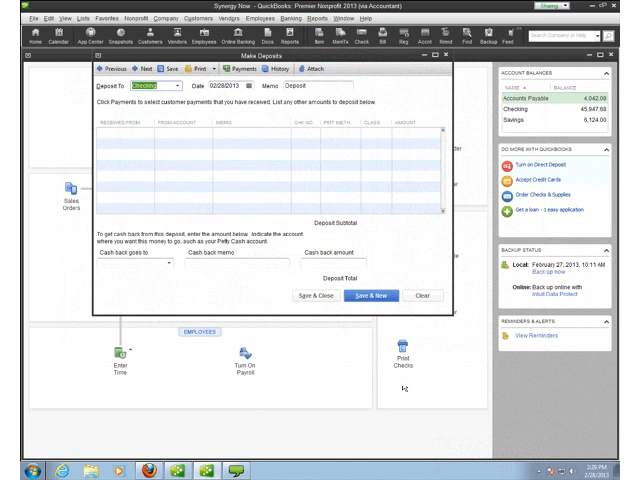 Synergy Now - QuickBooks: Premier Nonprofit 2013 (via Accountant)
Sharing
File Edit View Lists Favorites Nonprofit Company Customers Vendors Employees Banking Reports Window Help
Home Calendar App Center Snapshots Customers Vendors Employees Online Banking Docs Reports Item MemTx Check Bill Reg Accnt Rmnd Find Backup Feed
Search Company or Help
Make Deposits
Previous Next Save Print Payments History Attach
Deposit To Checking Date 02/28/2013 Memo Deposit
Click Payments to select customer payments that you have received. List any other amounts to deposit below.
RECEIVED FROM FROM ACCOUNT MEMO CHK NO. PMT METH. CLASS AMOUNT
Deposit Subtotal
To get cash back from this deposit, enter the amount below. Indicate the account
where you want this money to go, such as your Petty Cash account.
Cash back goes to Cash back memo Cash back amount
Deposit Total
Save & Close Save & New Clear
Sales
Orders
EMPLOYEES
Enter
Time
Turn On
Payroll
Print
Checks
ACCOUNT BALANCES
NAME BALANCE
Accounts Payable 4,042.08
Checking 45,947.68
Savings 6,124.00
DO MORE WITH QUICKBOOKS
Turn on Direct Deposit
Accept Credit Cards
Order Checks & Supplies
Get a loan - 1 easy application
BACKUP STATUS
Local: February 27, 2013, 10:11 AM
Back up now
Online: Back up online with
Intuit Data Protect
REMINDERS & ALERTS
View Reminders
2:29 PM
2/28/2013